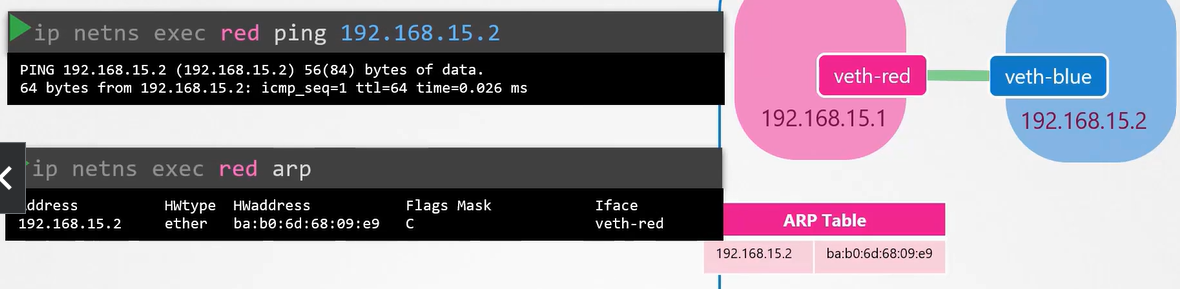 ip netns exec red ping 192.168.15.2
PING 192.168.15.2 (192.168.15.2) 56(84) bytes of data.
64 bytes from 192.168.15.2: icmp_seq=1 ttl=64 time=0.026 ms
ip netns exec red arp
ddress HWtype HWaddress Flags Mask Iface
192.168.15.2 ether ba:b0:6d:68:09:e9 C veth-red
veth-red veth-blue
192.168.15.1 192.168.15.2
ARP Table
192.168.15.2 ba:b0:6d:68:09:e9